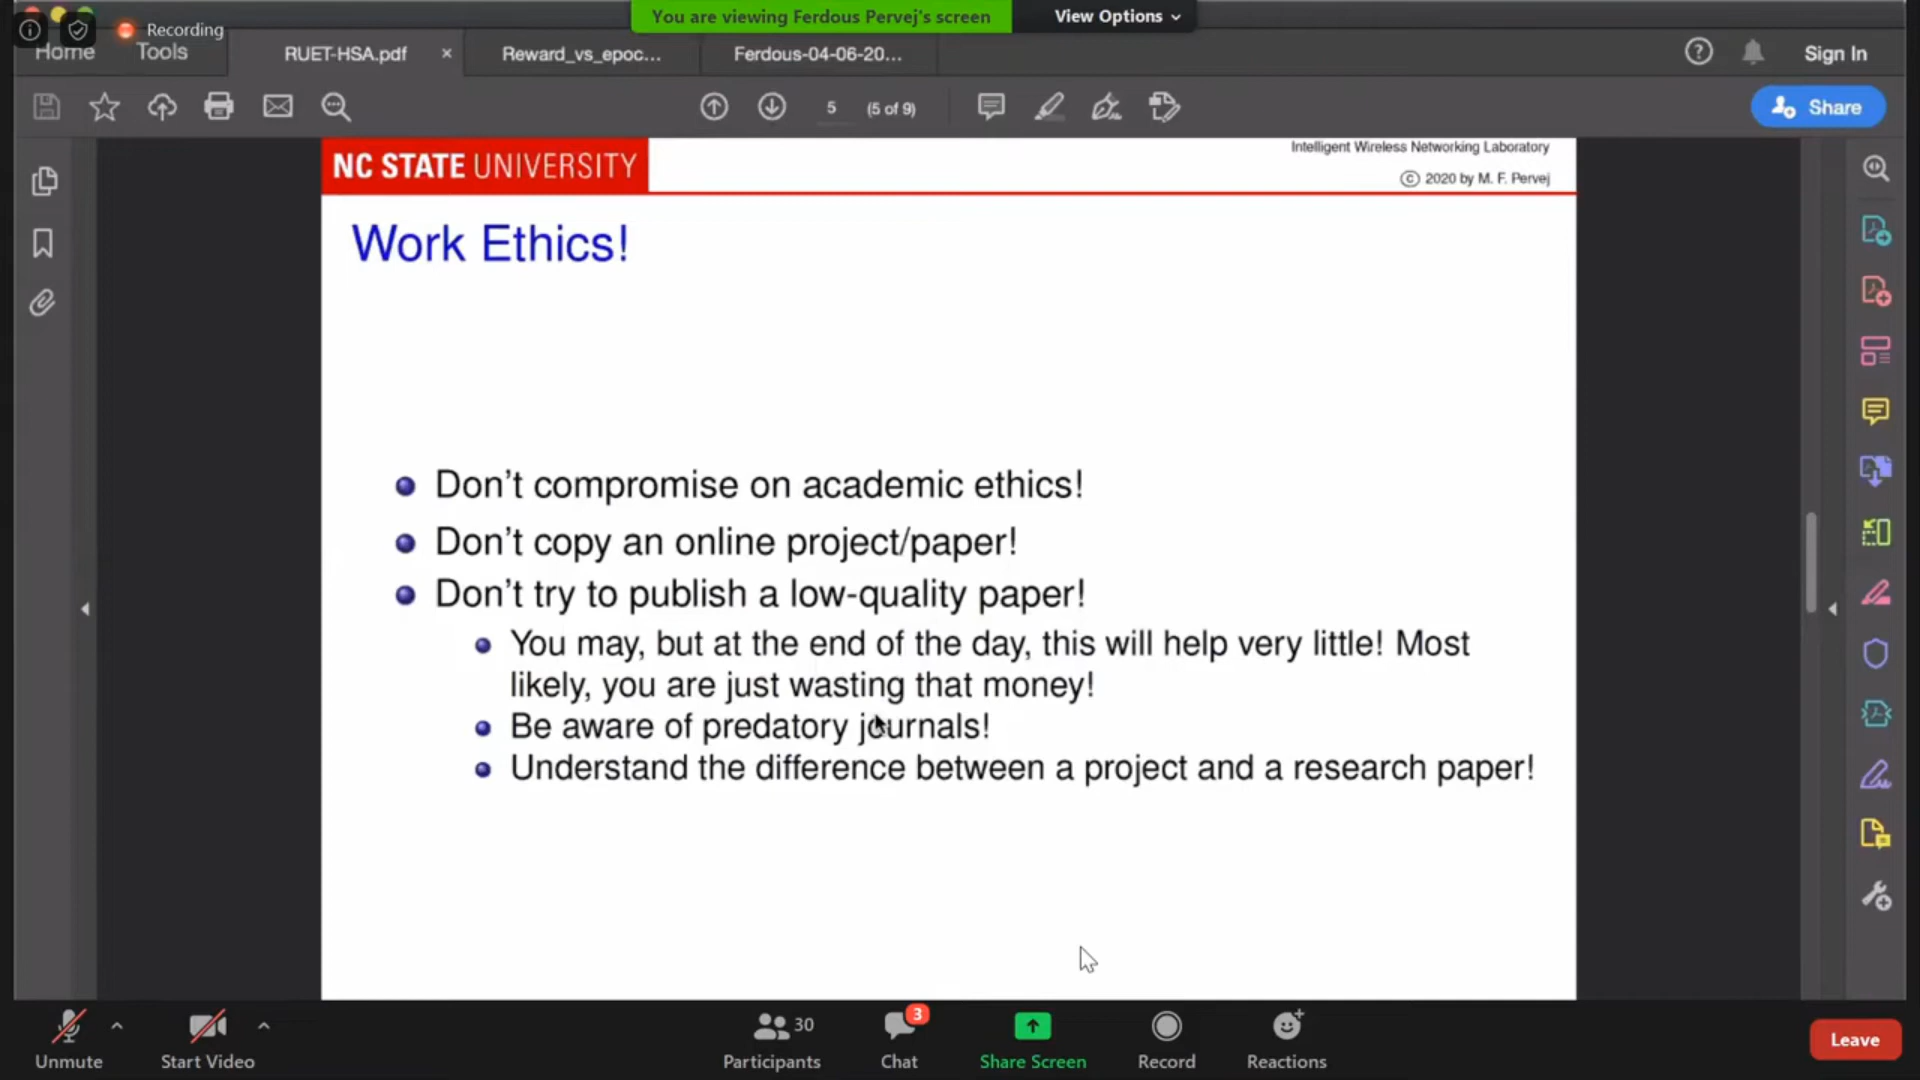 You are viewing Ferdous Pervej's screen
View Options
Recording
Home
Tools
RUET-HSA.pdf
Reward_vs_epoc...
Ferdous-04-06-20...
Sign In
5
(5 of 9)
Share
NC STATE UNIVERSITY
Intelligent Wireless Networking Laboratory
© 2020 by M. F. Pervej
Work Ethics!
Don't compromise on academic ethics!
Don't copy an online project/paper!
Don't try to publish a low-quality paper!
You may, but at the end of the day, this will help very little! Most
likely, you are just wasting that money!
Be aware of predatory journals!
Understand the difference between a project and a research paper!
Unmute
Start Video
30
Participants
3
Chat
Share Screen
Record
Reactions
Leave